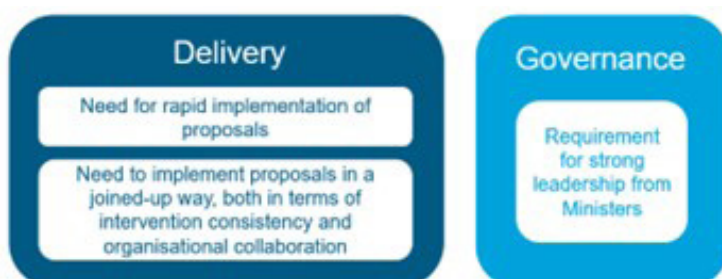 Delivery
Need for rapid implementation of
proposals
Need to implement proposals in a
joined-up way, both in terms of
intervention consistency and
organisational collaboration
Governance
Requirement
for strong
leadership from
Ministers